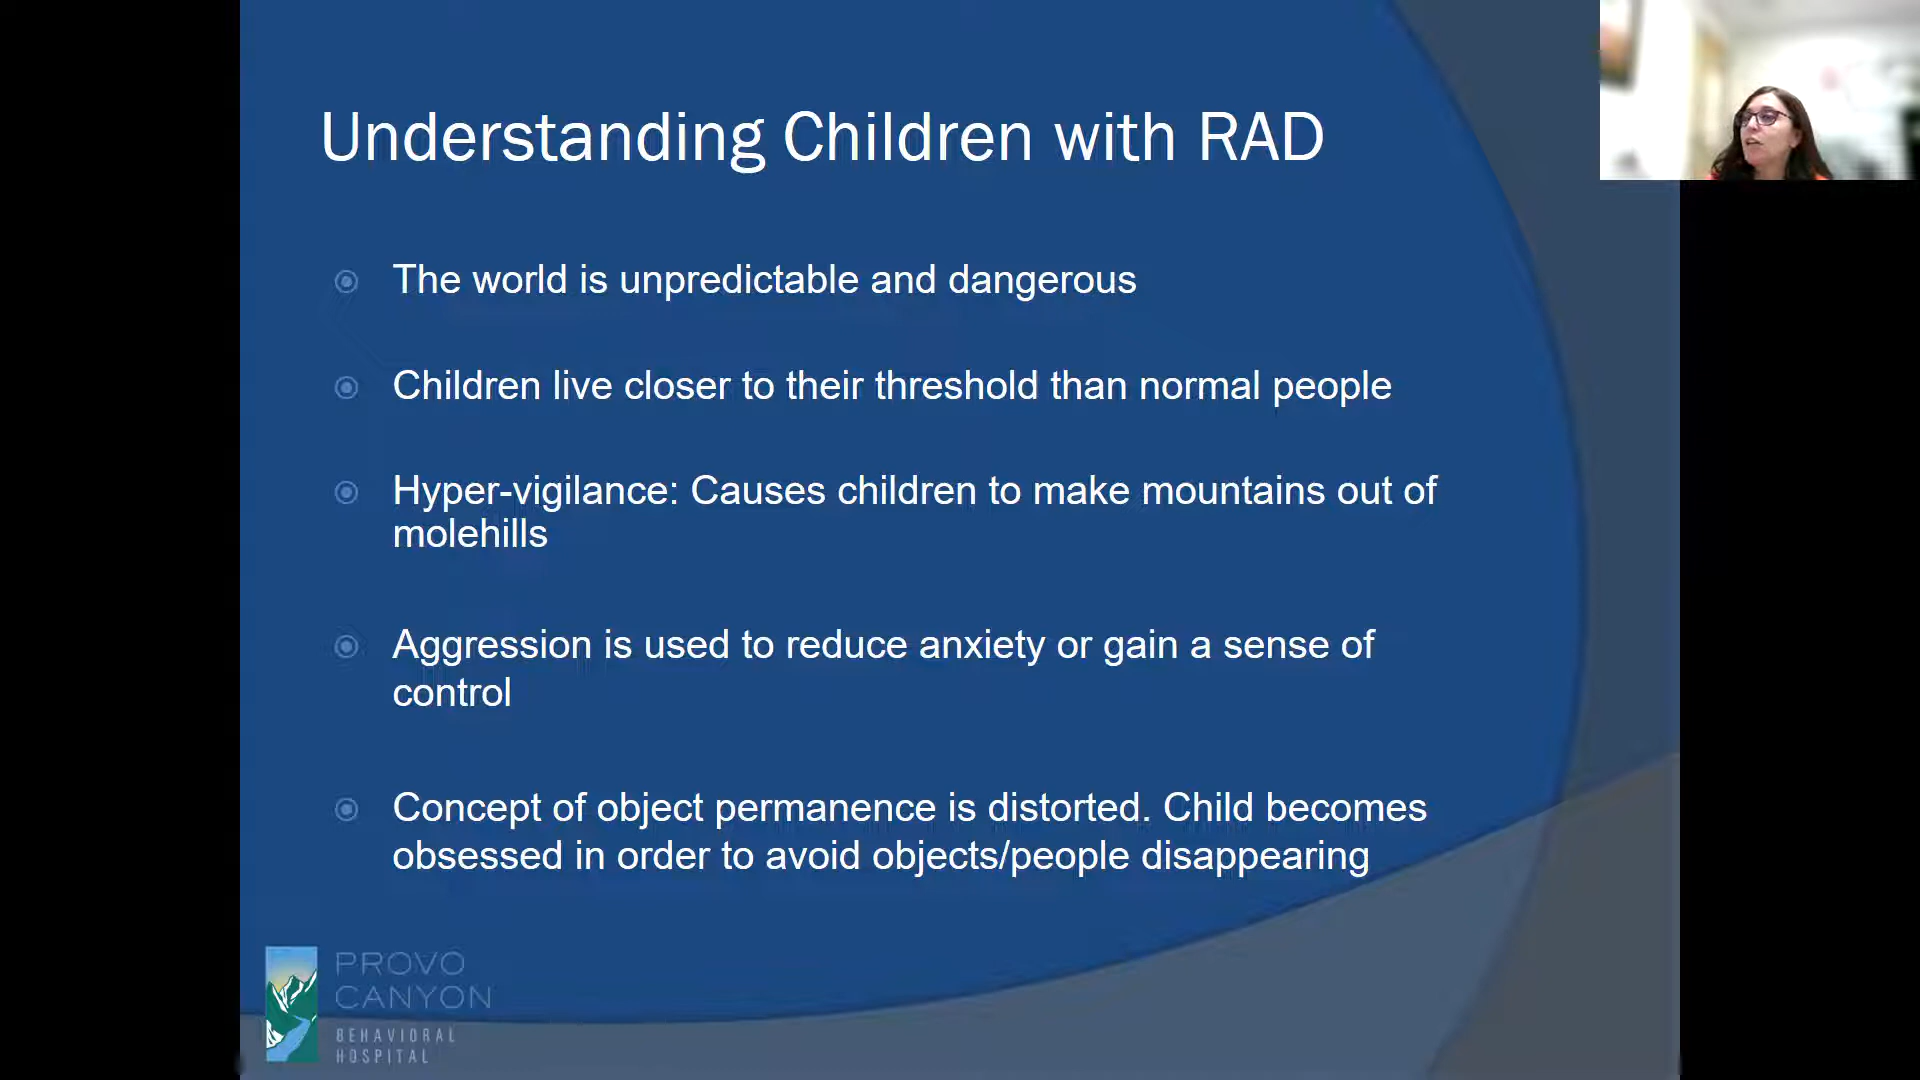 Understanding Children with RAD
The world is unpredictable and dangerous
Children live closer to their threshold than normal people
Hyper-vigilance: Causes children to make mountains out of
molehills
Aggression is used to reduce anxiety or gain a sense of
control
Concept of object permanence is distorted. Child becomes
obsessed in order to avoid objects/people disappearing
PROVO
CANYON
BEHAVIORAL
HOSPITAL